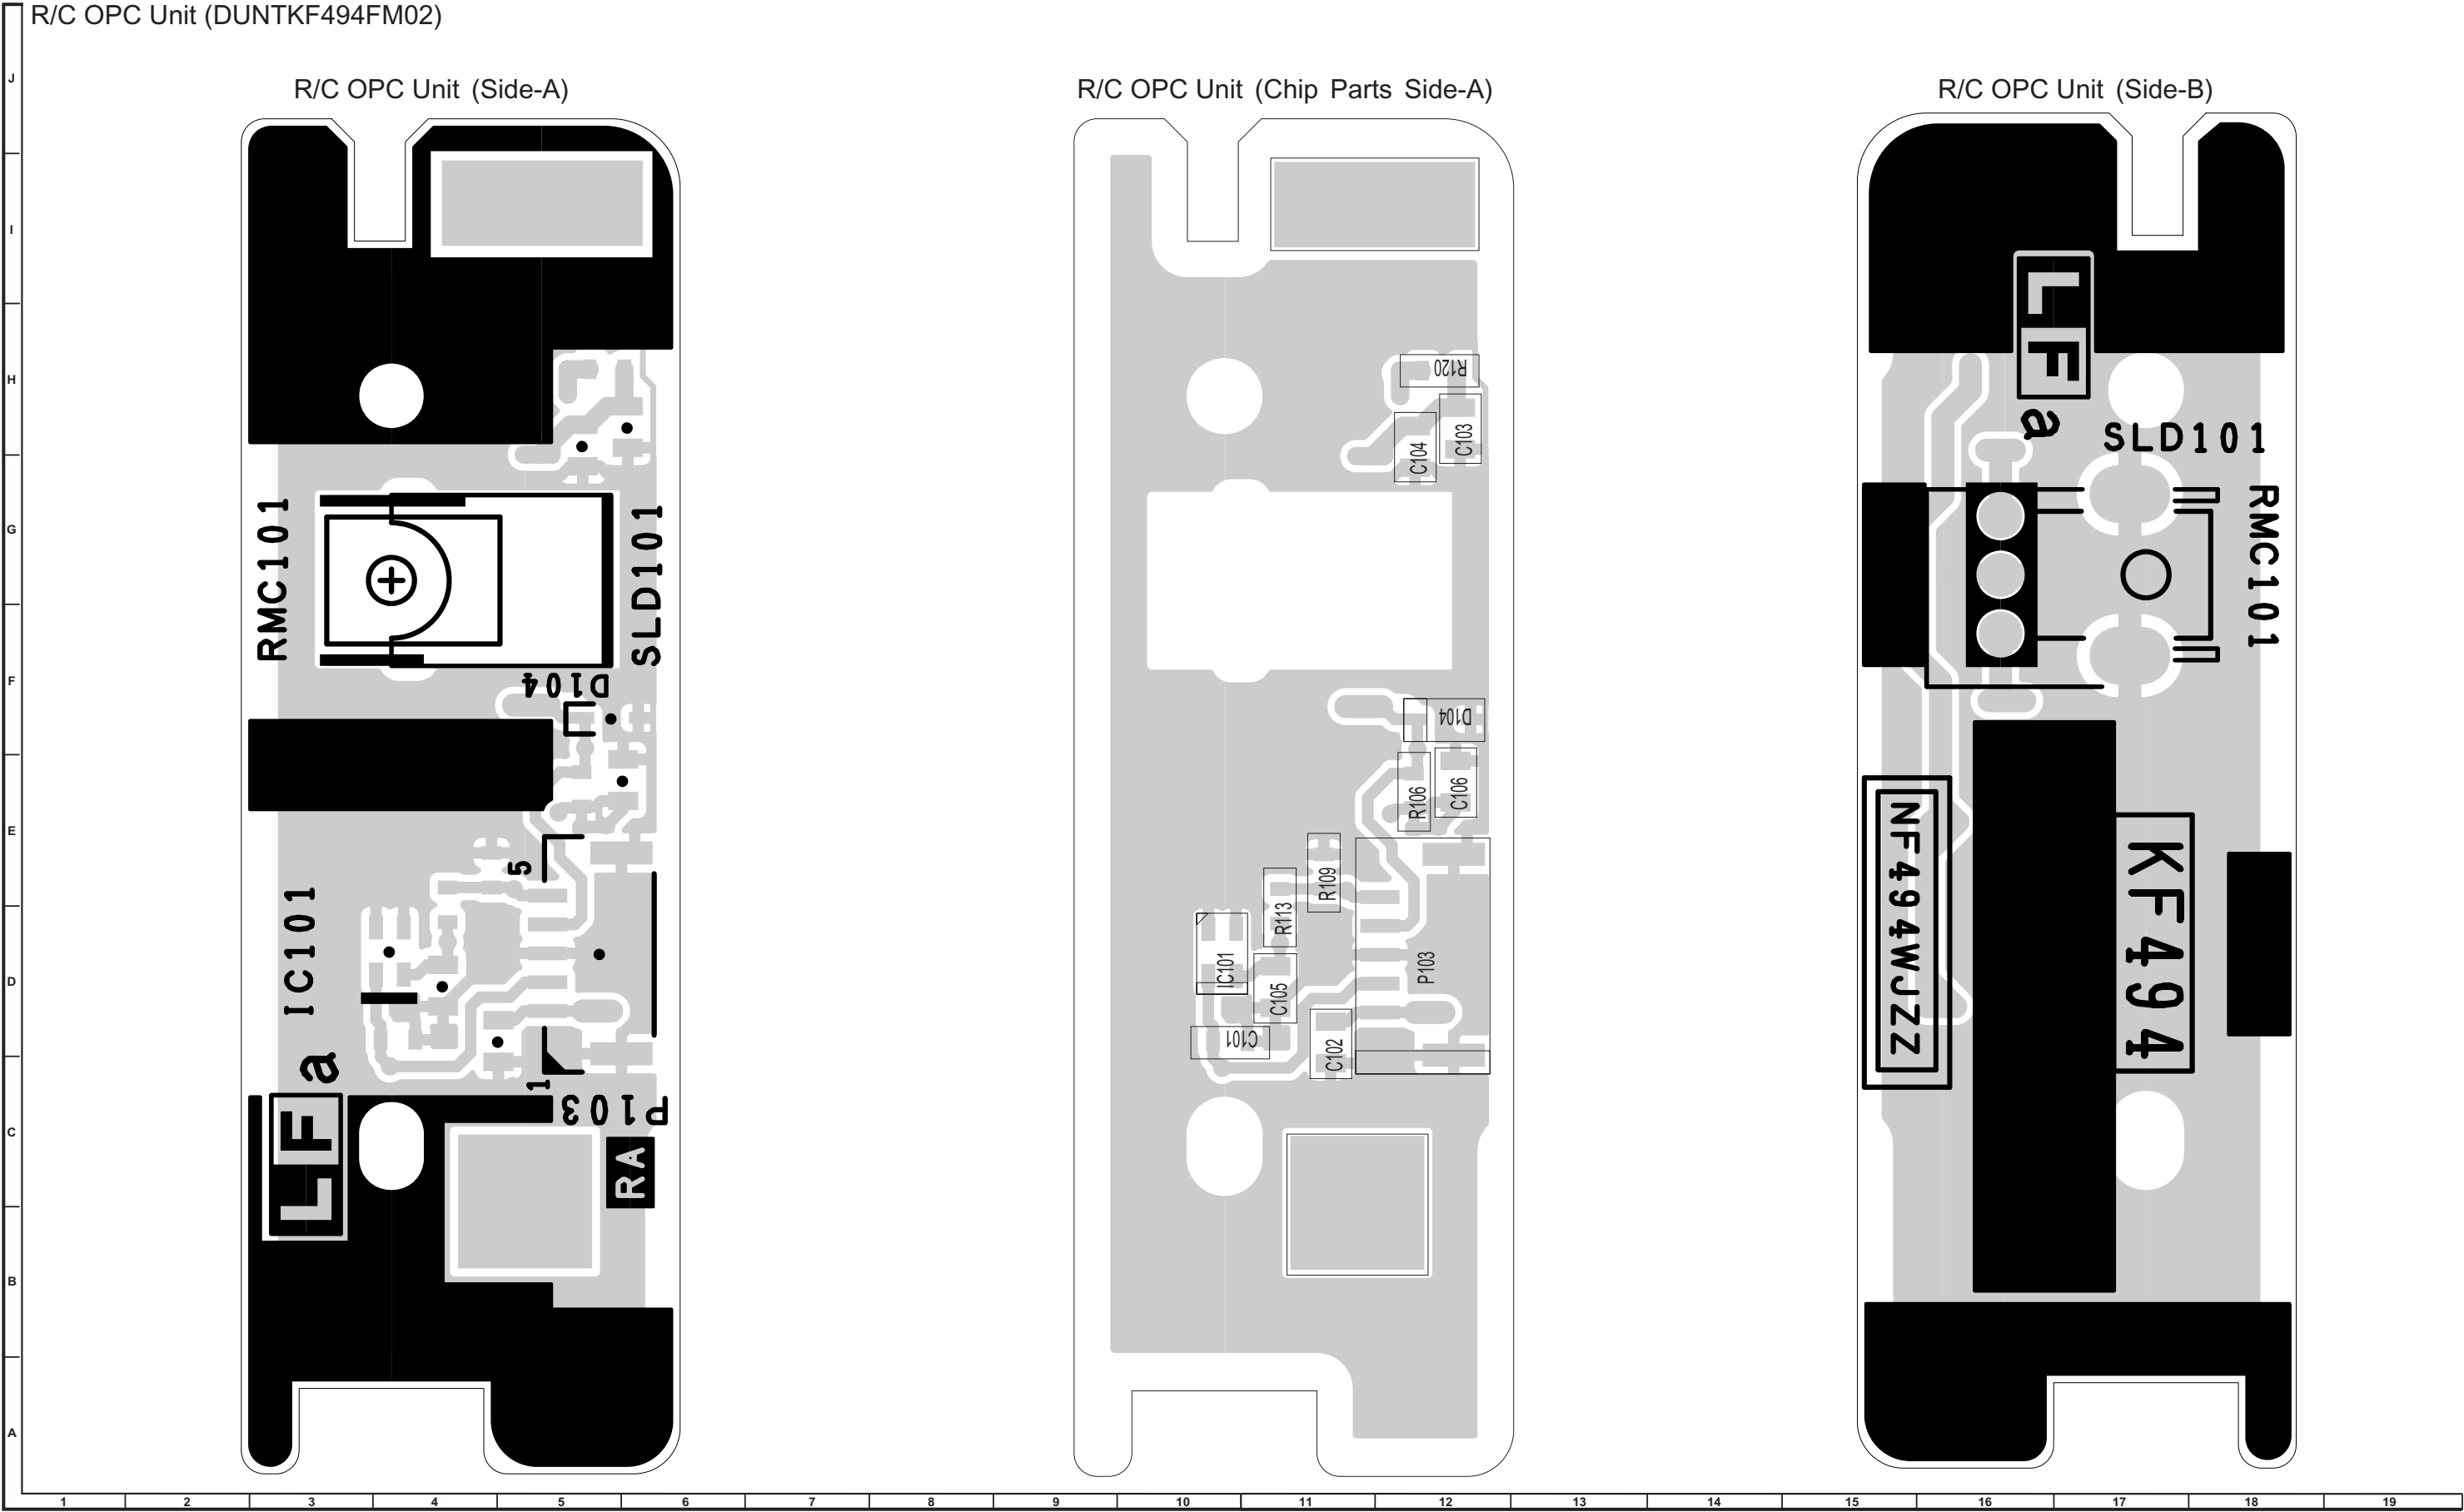 R/C OPC Unit (DUNTKF494FM02)
R/C OPC Unit (Side-A)
R/C OPC Unit (Chip Parts Side-A)
R/C OPC Unit (Side-B)
J
I
H
G
F
E
D
C
B
A
RMC101
SLD101
D104
5
IC101
1
a
LF
P103
RA
R120
C103
C104
D104
R106
C106
R109
R113
IC101
C105
P103
C101
C102
LF
a
SLD101
RMC101
NF494WJZZ
KF494
1 2 3 4 5 6 7 8 9 10 11 12 13 14 15 16 17 18 19